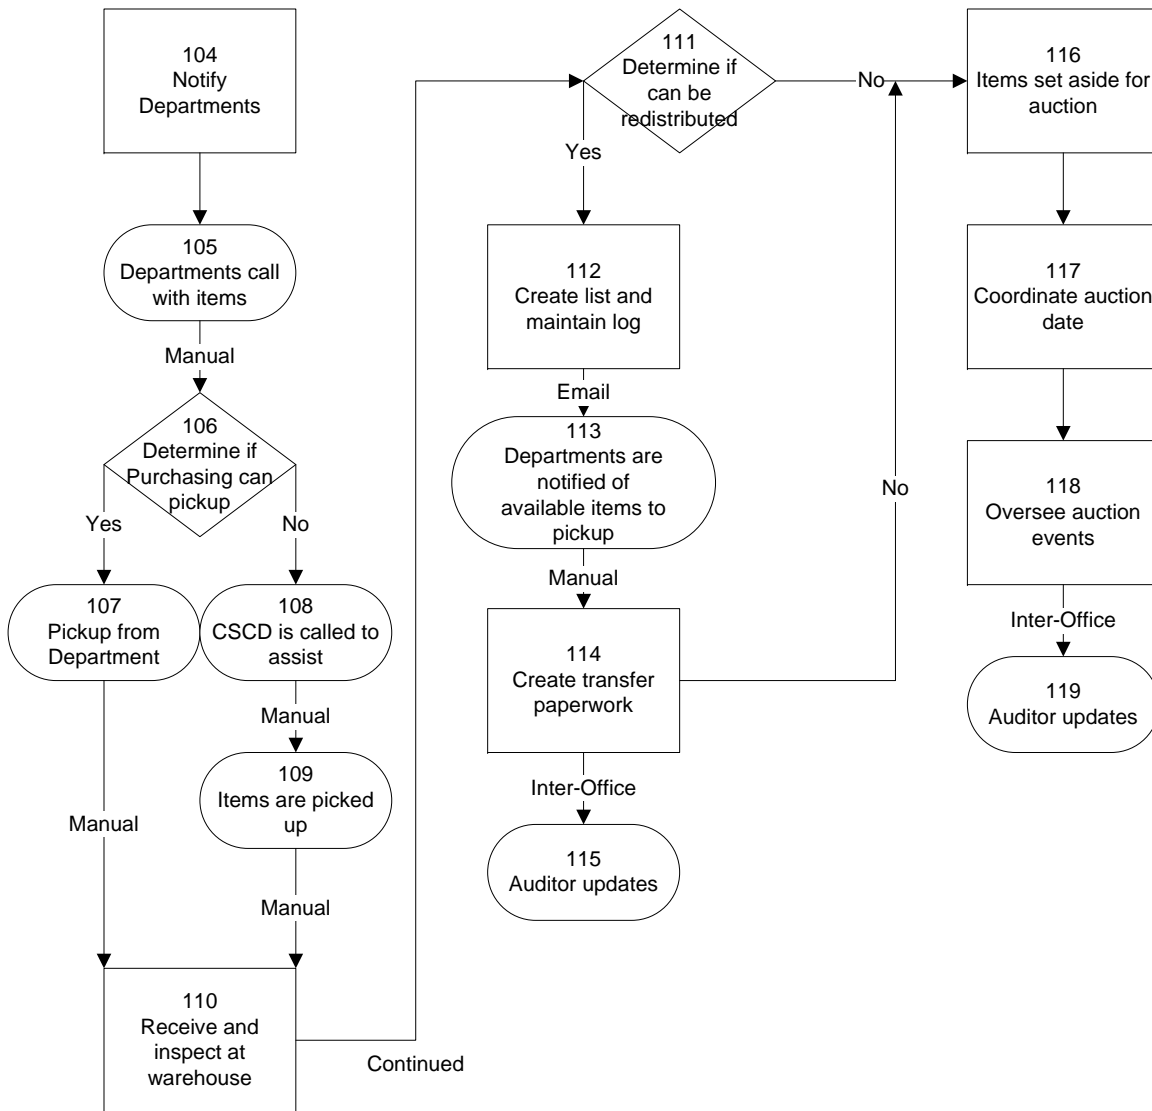 104
Notify
Departments
105
Departments call
with items
Manual
106
Determine if
Purchasing can
pickup
Yes
No
107
Pickup from
Department
108
CSCD is called to
assist
Manual
109
Items are picked
up
Manual
Manual
110
Receive and
inspect at
warehouse
Continued
111
Determine if
can be
redistributed
No
Yes
112
Create list and
maintain log
Email
113
Departments are
notified of
available items to
pickup
Manual
114
Create transfer
paperwork
No
Inter-Office
115
Auditor updates
116
Items set aside for
auction
117
Coordinate auction
date
118
Oversee auction
events
Inter-Office
119
Auditor updates